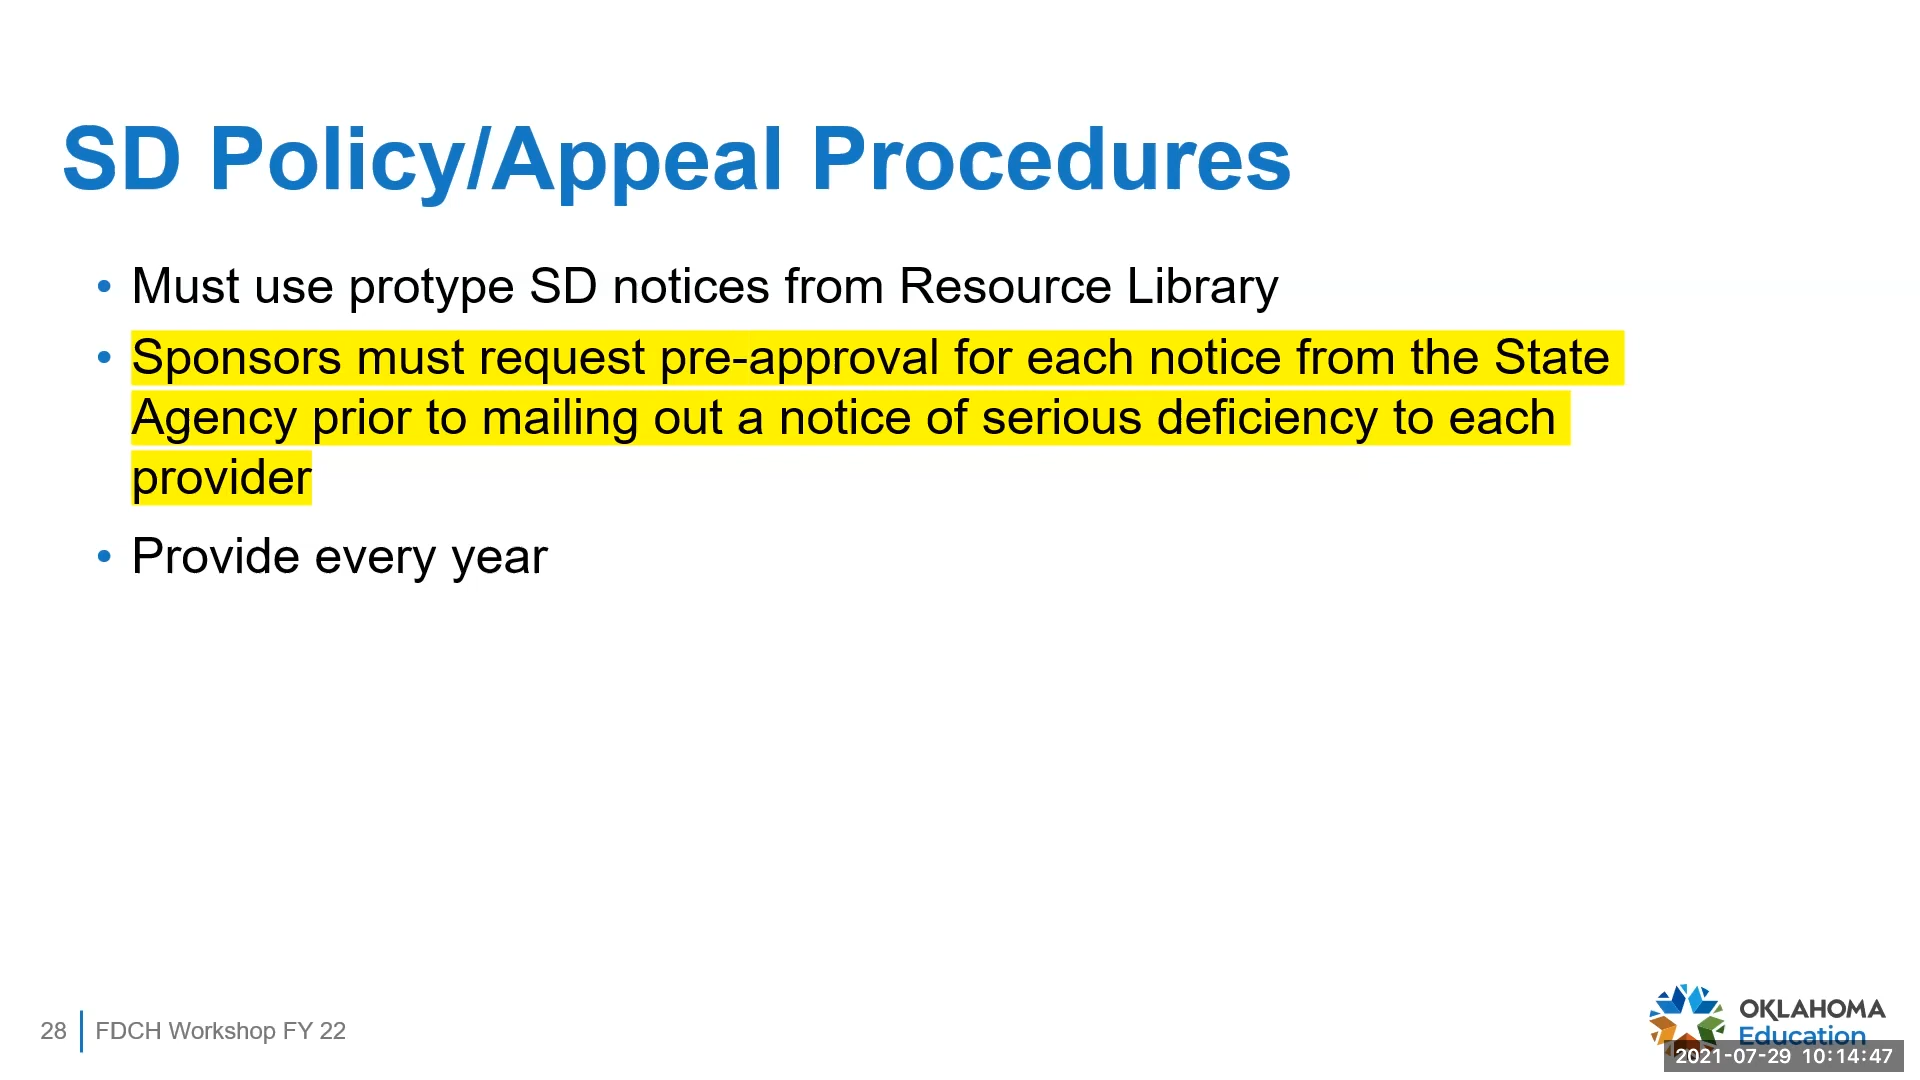 SD Policy/Appeal Procedures
• Must use protype SD notices from Resource Library
• Sponsors must request pre-approval for each notice from the State
Agency prior to mailing out a notice of serious deficiency to each
provider
• Provide every year
28 FDCH Workshop FY 22
OKLAHOMA
Education
2021-07-29 10:14:47